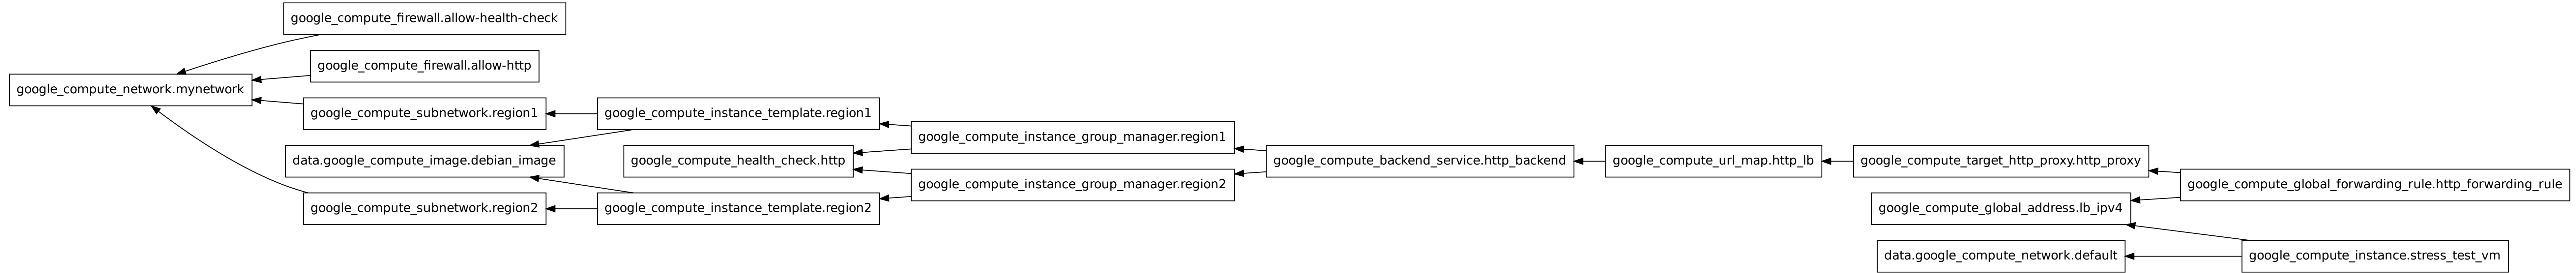 google_compute_firewall.allow-health-check
google_compute_firewall.allow-http
google_compute_network.mynetwork
google_compute_subnetwork.region1
google_compute_instance_template.region1
google_compute_instance_group_manager.region1
data.google_compute_image.debian_image
google_compute_health_check.http
google_compute_backend_service.http_backend
google_compute_url_map.http_lb
google_compute_target_http_proxy.http_proxy
google_compute_instance_group_manager.region2
google_compute_global_forwarding_rule.http_forwarding_rule
google_compute_subnetwork.region2
google_compute_instance_template.region2
google_compute_global_address.lb_ipv4
data.google_compute_network.default
google_compute_instance.stress_test_vm